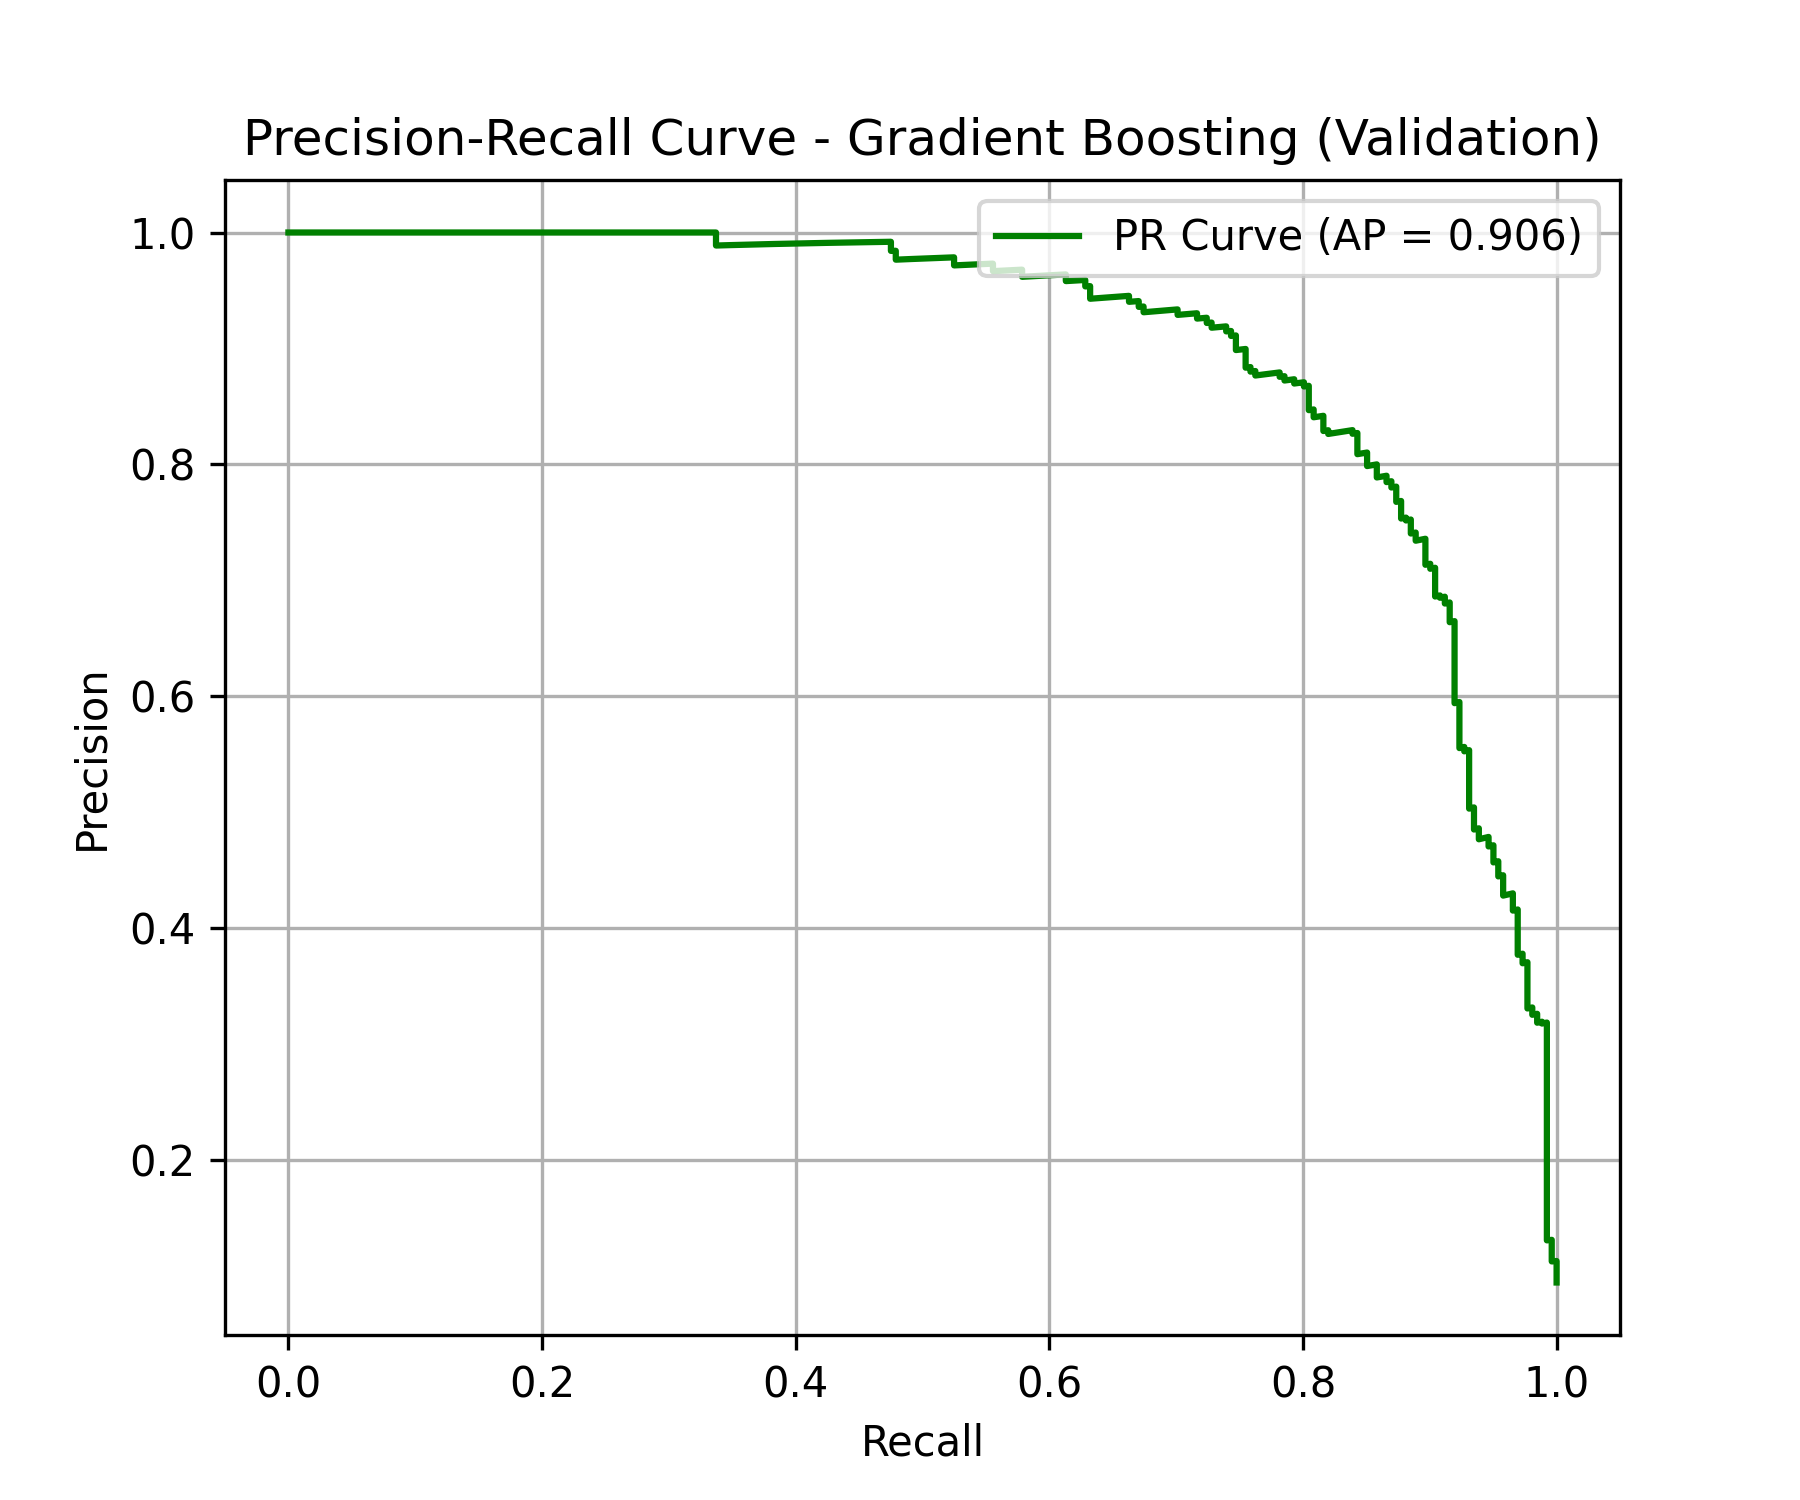 Precision-Recall Curve - Gradient Boosting (Validation)
PR Curve (AP = 0.906)
1.0
0.8
0.6
0.4
0.2
Precision
0.0 0.2 0.4 0.6 0.8 1.0
Recall